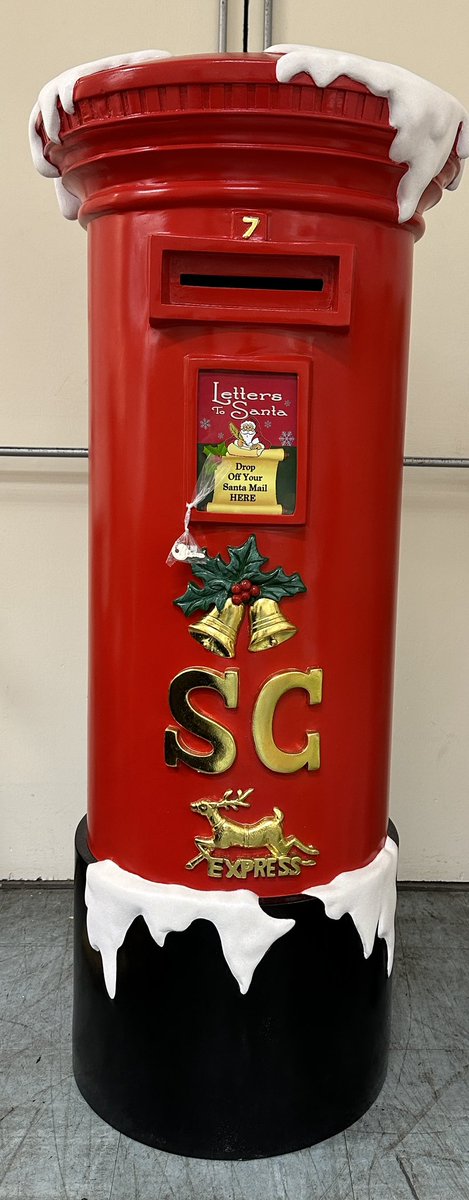 7
Letters
To Santa
Drop
Off Your
Santa Mail
HERE
SC
EXPRESS